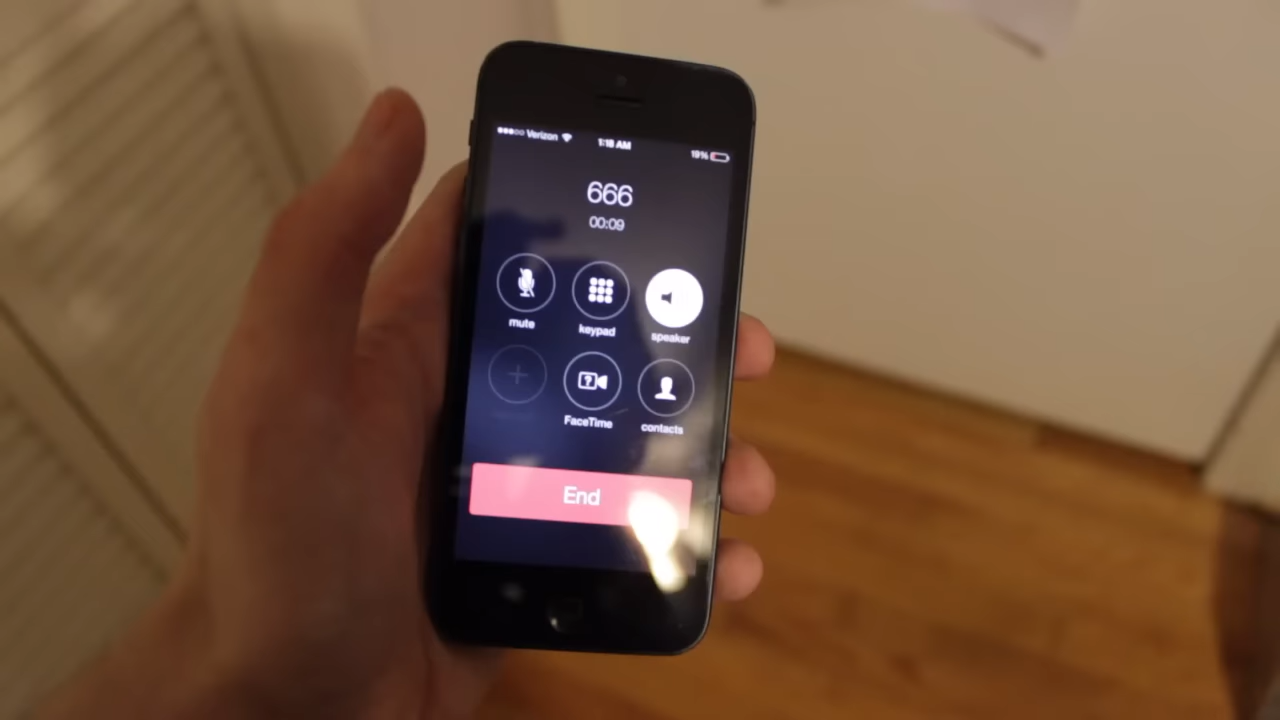 Verizon 1:18 AM 19%
666
00:09
mute keypad speaker
FaceTime contacts
End